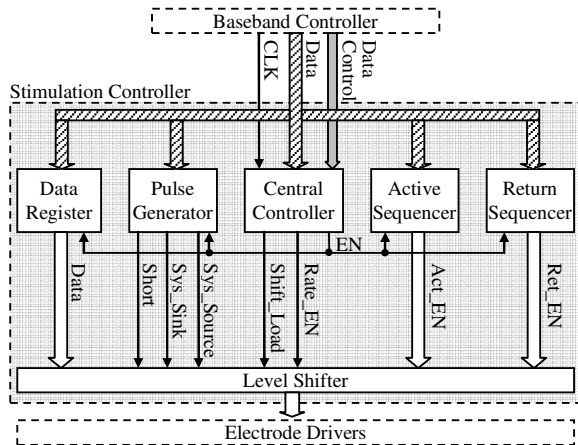 Baseband Controller
CLK
Data
Data
Control
Stimulation Controller
Data
Register
Pulse
Generator
Central
Controller
Active
Sequencer
Return
Sequencer
EN
Data
Short
Sys_Sink
Sys_Source
Shift_Load
Rate_EN
Act_EN
Ret_EN
Level Shifter
Electrode Drivers